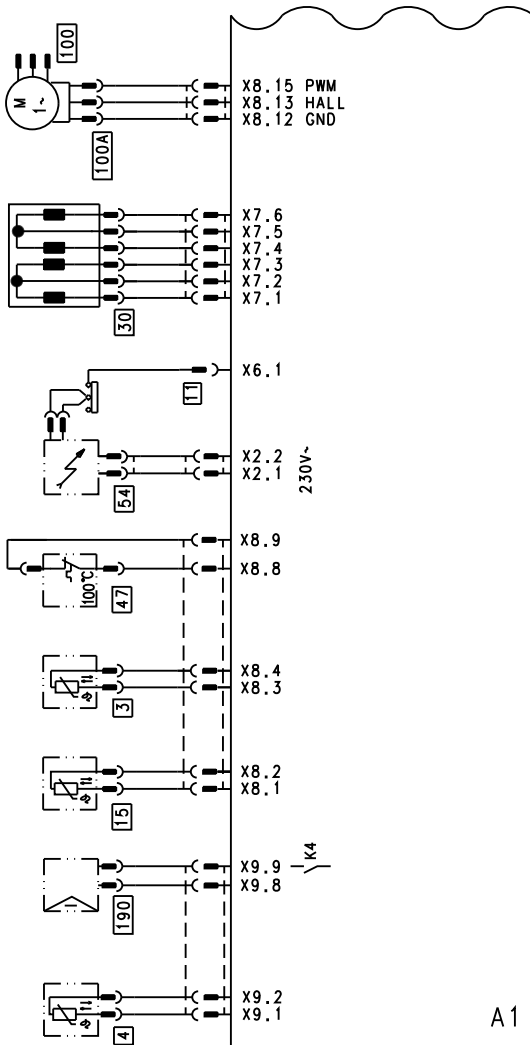 100
M
1~
100A
X8.15 PWM
X8.13 HALL
X8.12 GND
X7.6
X7.5
X7.4
X7.3
X7.2
X7.1
30
X6.1
11
X2.2
X2.1
230V~
54
X8.9
X8.8
100°C
47
X8.4
X8.3
ϑ
3
X8.2
X8.1
ϑ
15
X9.9
K4
X9.8
190
X9.2
X9.1
ϑ
4
A1